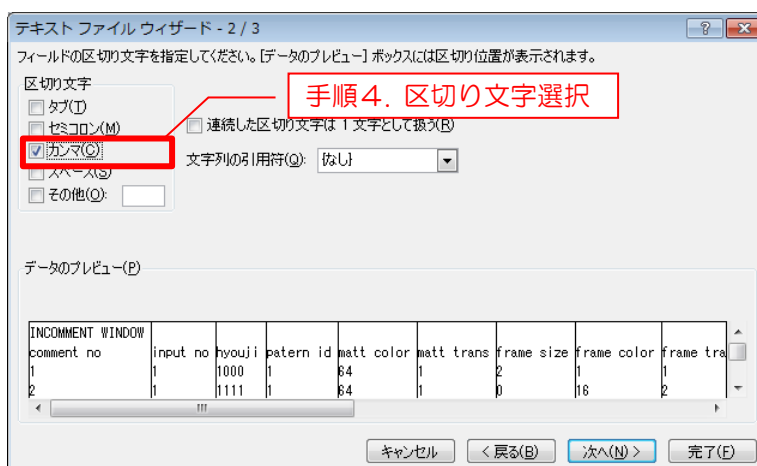 テキスト ファイル ウィザード - 2 / 3
フィールドの区切り文字を指定してください。[データのプレビュー] ボックスには区切り位置が表示されます。
区切り文字
手順４．区切り文字選択
タブ(T)
セミコロン(M)
連続した区切り文字は 1 文字として扱う(R)
カンマ(C)
文字列の引用符(Q): {なし}
スペース(S)
その他(O):
データのプレビュー(P)
INCOMMENT WINDOW
comment no input no hyouji patern id matt color matt trans frame size frame color frame tra
1 1 1000 1 64 1 2 1 1
2 1 1111 1 64 1 0 16 2
キャンセル < 戻る(B) 次へ(N) > 完了(F)